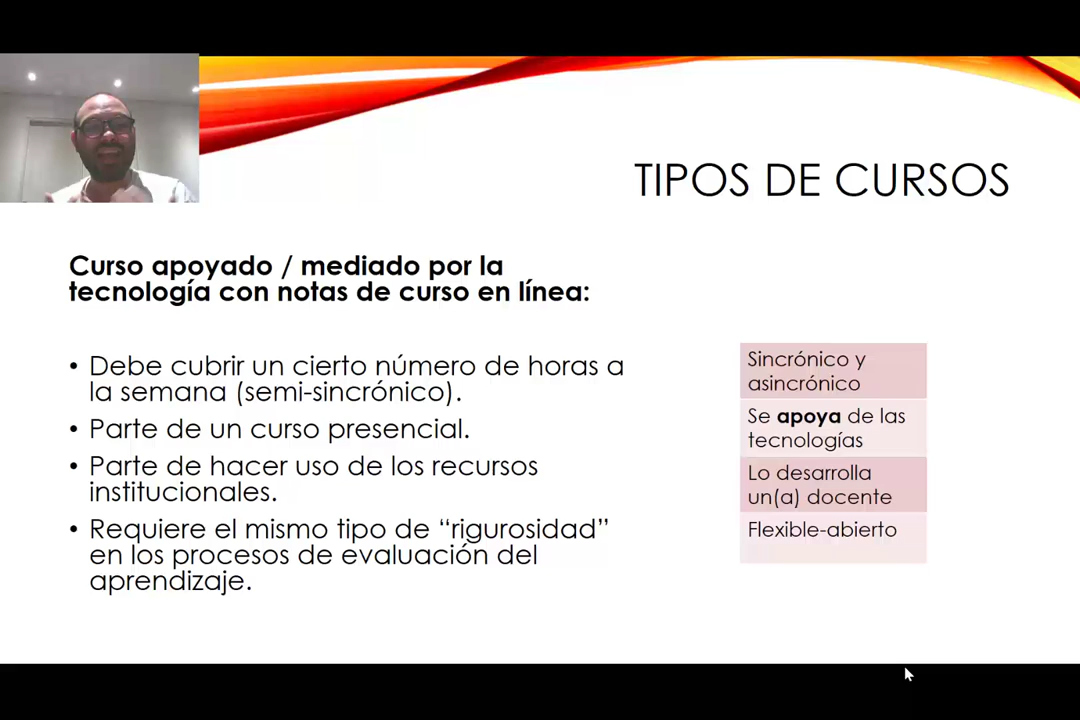 TIPOS DE CURSOS
Curso apoyado / mediado por la
tecnología con notas de curso en línea:
• Debe cubrir un cierto número de horas a
la semana (semi-sincrónico).
• Parte de un curso presencial.
• Parte de hacer uso de los recursos
institucionales.
• Requiere el mismo tipo de “rigurosidad”
en los procesos de evaluación del
aprendizaje.
Sincrónico y
asincrónico
Se apoya de las
tecnologías
Lo desarrolla
un(a) docente
Flexible-abierto